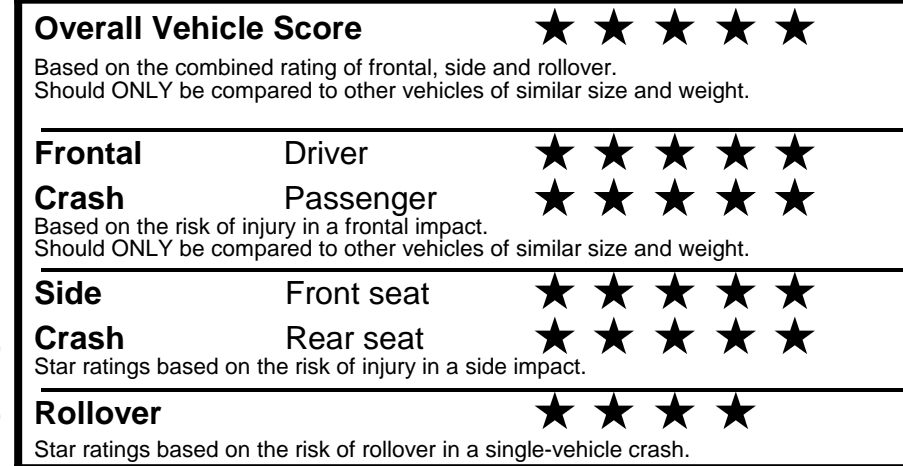 Overall Vehicle Score ★ ★ ★ ★ ★
Based on the combined rating of frontal, side and rollover.
Should ONLY be compared to other vehicles of similar size and weight.
Frontal Driver ★ ★ ★ ★ ★
Crash Passenger ★ ★ ★ ★ ★
Based on the risk of injury in a frontal impact.
Should ONLY be compared to other vehicles of similar size and weight.
Side Front seat ★ ★ ★ ★ ★
Crash Rear seat ★ ★ ★ ★ ★
Star ratings based on the risk of injury in a side impact.
Rollover ★ ★ ★ ★
Star ratings based on the risk of rollover in a single-vehicle crash.